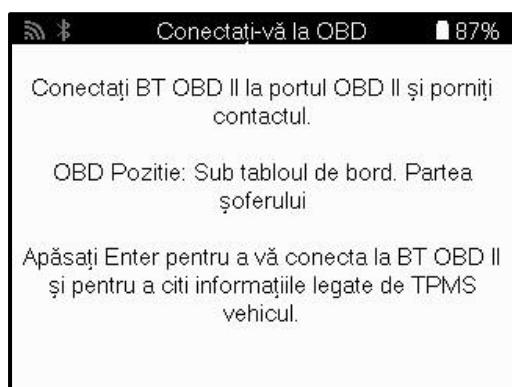 Conectați-vă la OBD 87%
Conectați BT OBD II la portul OBD II și porniți
contactul.
OBD Pozitie: Sub tabloul de bord. Partea
șoferului
Apăsați Enter pentru a vă conecta la BT OBD II
și pentru a citi informațiile legate de TPMS
vehicul.